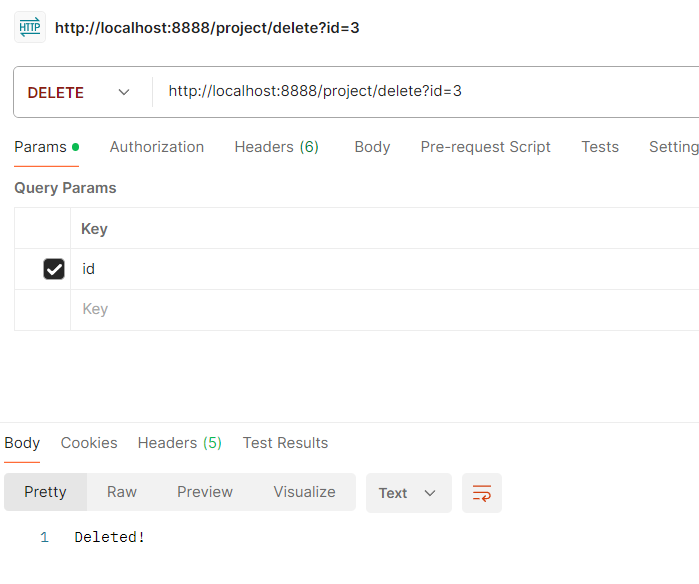 HTTP http://localhost:8888/project/delete?id=3
DELETE http://localhost:8888/project/delete?id=3
Params Authorization Headers (6) Body Pre-request Script Tests Setting
Query Params
Key
id
Key
Body Cookies Headers (5) Test Results
Pretty Raw Preview Visualize Text
1 Deleted!